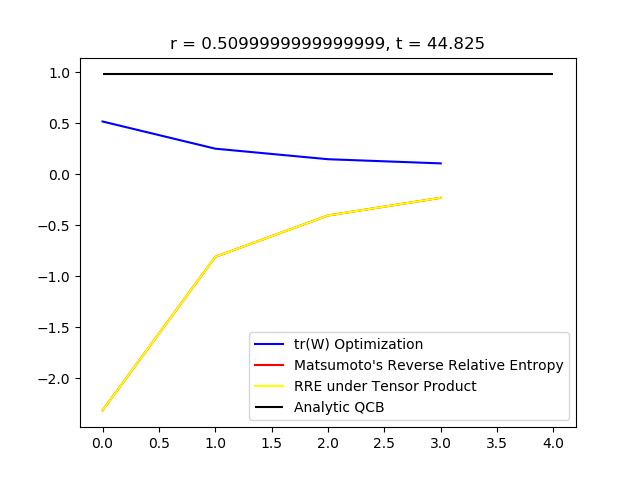 r = 0.5099999999999999, t = 44.825
1.0
0.5
0.0
−0.5
−1.0
−1.5
−2.0
tr(W) Optimization
Matsumoto's Reverse Relative Entropy
RRE under Tensor Product
Analytic QCB
0.0 0.5 1.0 1.5 2.0 2.5 3.0 3.5 4.0